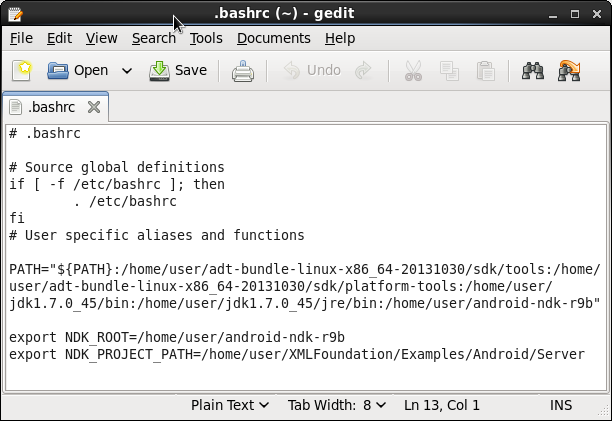 .bashrc (~) - gedit
File Edit View Search Tools Documents Help
Open Save Undo
.bashrc
# .bashrc
# Source global definitions
if [ -f /etc/bashrc ]; then
        . /etc/bashrc
fi
# User specific aliases and functions
PATH="${PATH}:/home/user/adt-bundle-linux-x86_64-20131030/sdk/tools:/home/
user/adt-bundle-linux-x86_64-20131030/sdk/platform-tools:/home/user/
jdk1.7.0_45/bin:/home/user/jdk1.7.0_45/jre/bin:/home/user/android-ndk-r9b"
export NDK_ROOT=/home/user/android-ndk-r9b
export NDK_PROJECT_PATH=/home/user/XMLFoundation/Examples/Android/Server
Plain Text Tab Width: 8 Ln 13, Col 1 INS